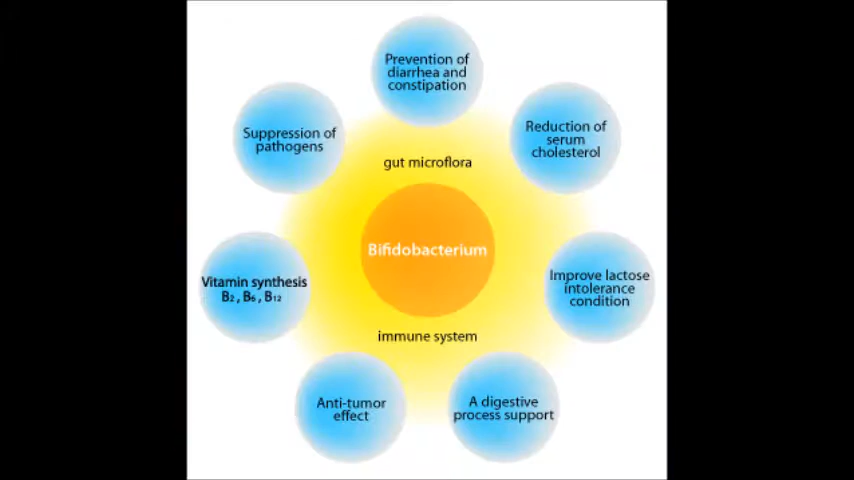 Prevention of
diarrhea and
constipation
Suppression of
pathogens
Reduction of
serum
cholesterol
gut microflora
Bifidobacterium
Vitamin synthesis
B₂, B₆, B₁₂
Improve lactose
intolerance
condition
immune system
Anti-tumor
effect
A digestive
process support